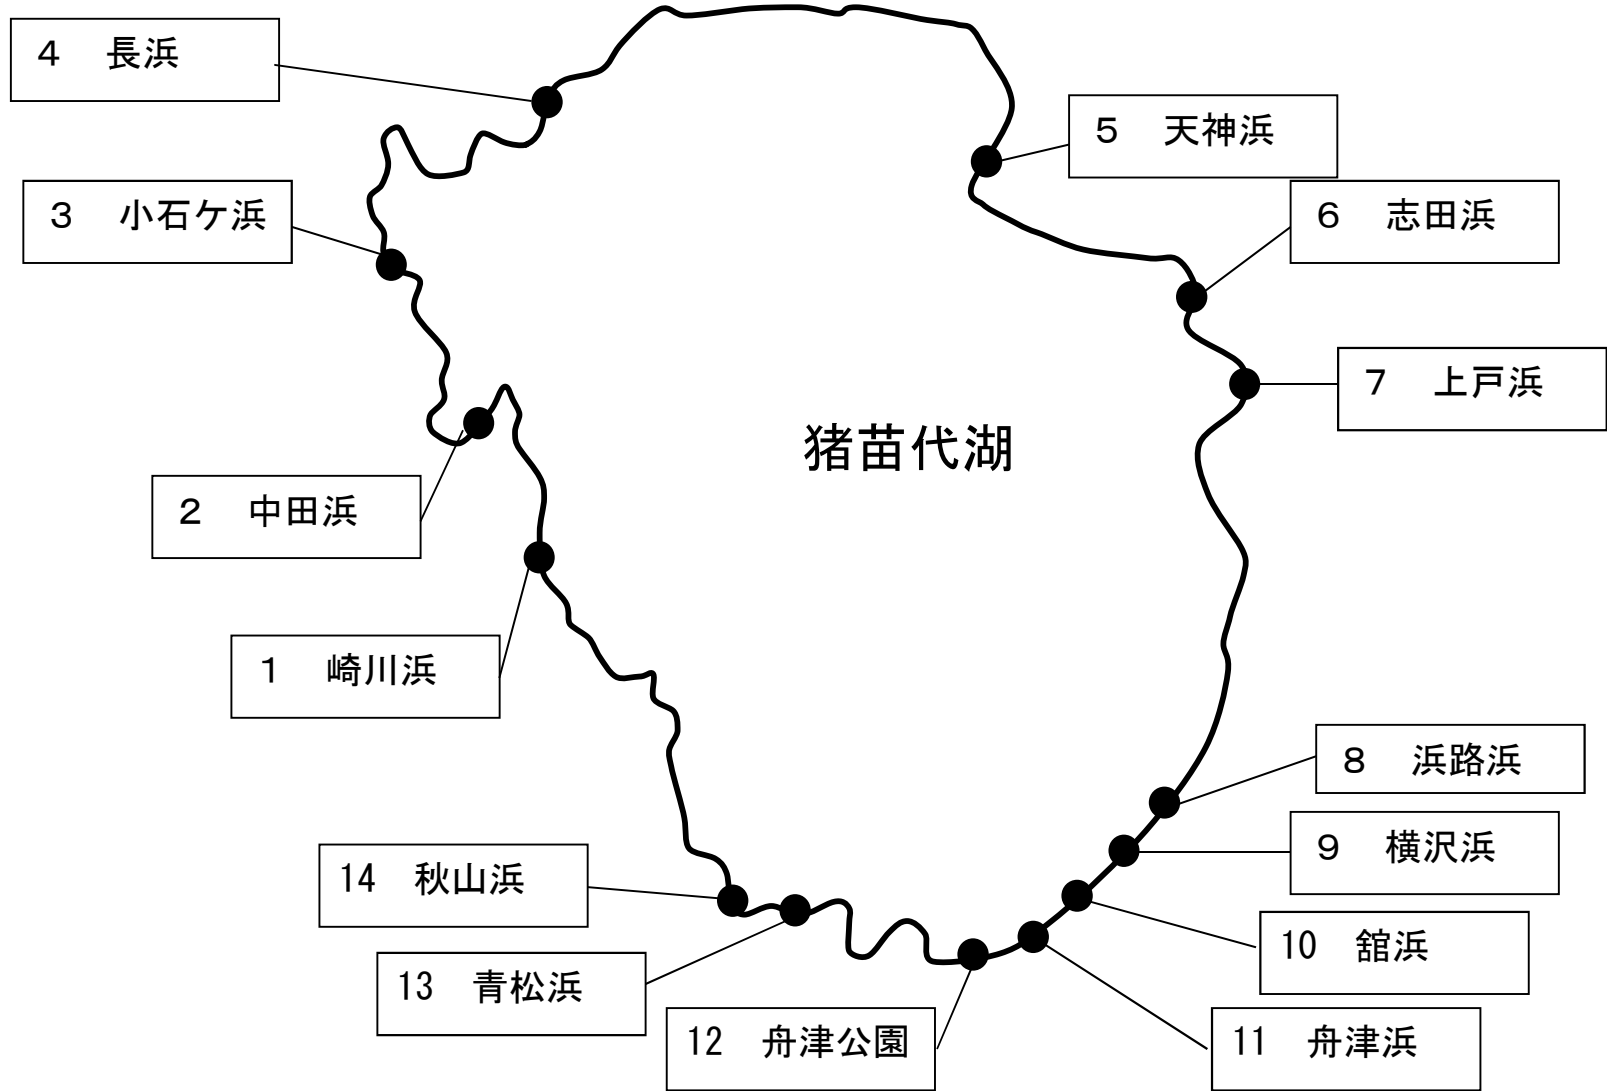 4 長浜
5 天神浜
3 小石ケ浜
6 志田浜
7 上戸浜
猪苗代湖
2 中田浜
1 崎川浜
8 浜路浜
9 横沢浜
14 秋山浜
10 舘浜
13 青松浜
12 舟津公園
11 舟津浜